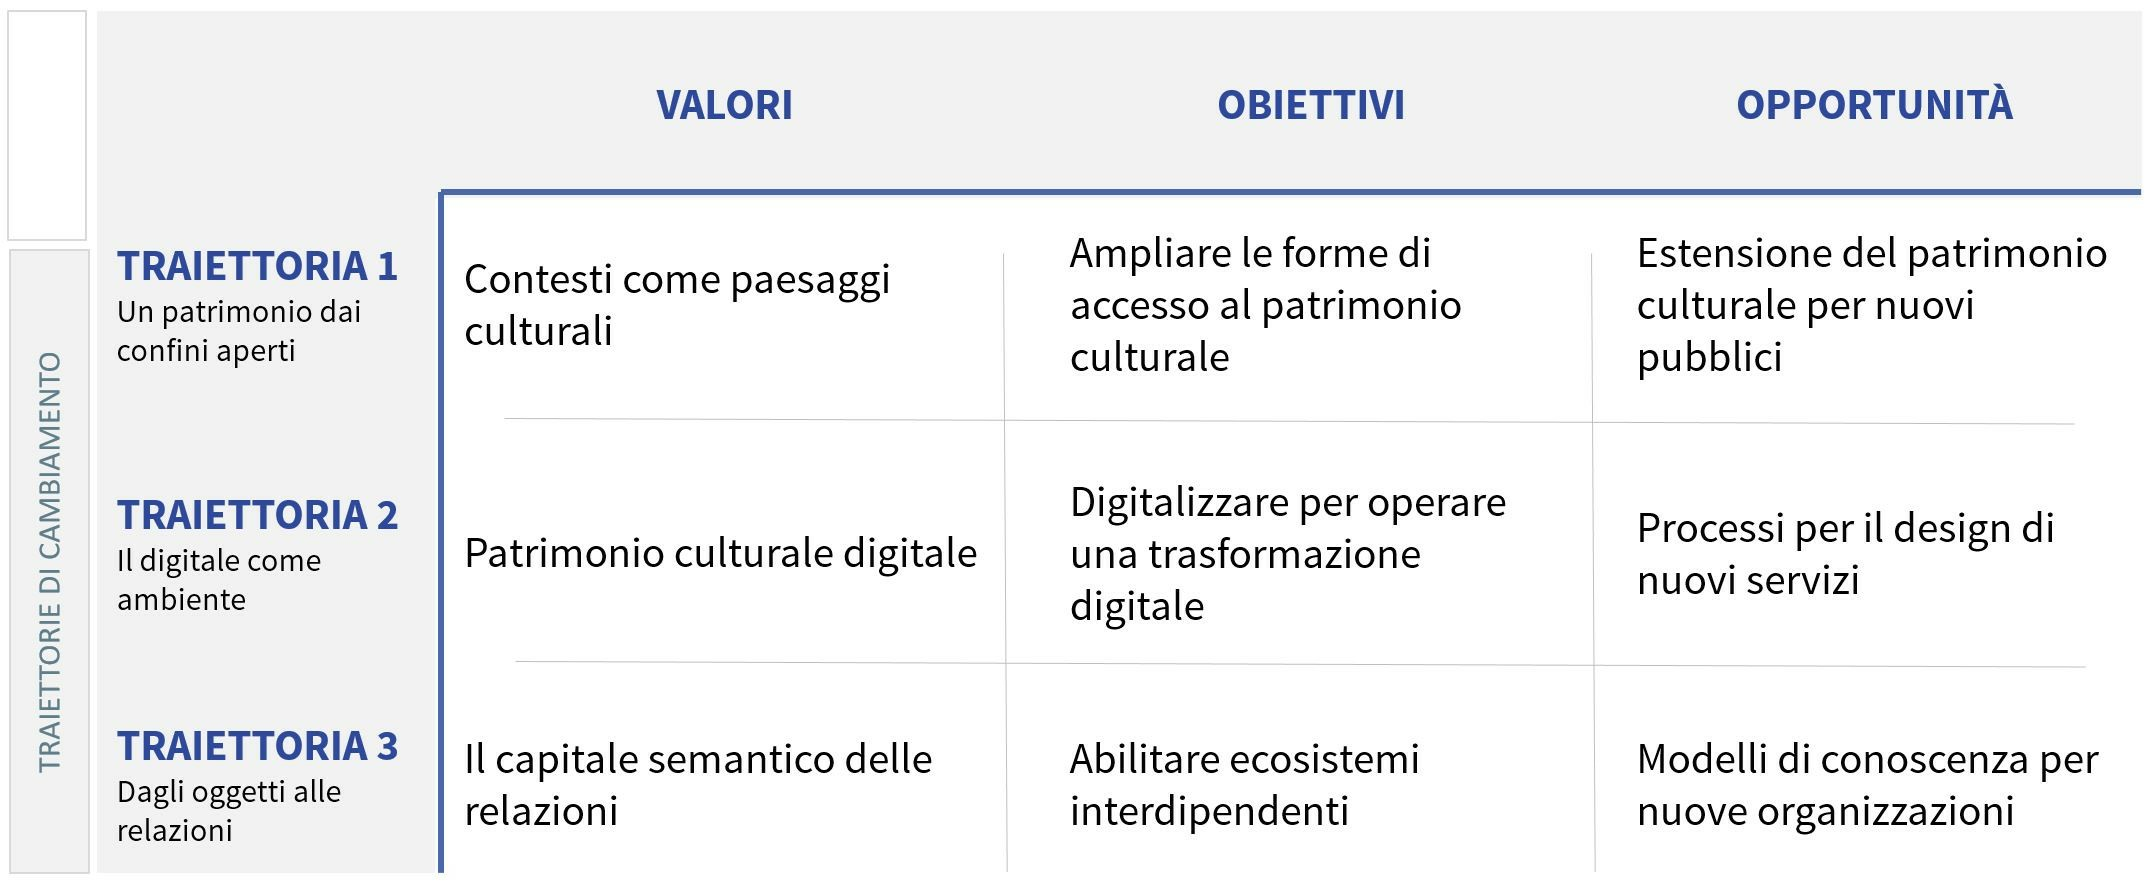 VALORI
OBIETTIVI
OPPORTUNITÀ
TRAIETTORIE DI CAMBIAMENTO
TRAIETTORIA 1
Un patrimonio dai
confini aperti
Contesti come paesaggi
culturali
Ampliare le forme di
accesso al patrimonio
culturale
Estensione del patrimonio
culturale per nuovi
pubblici
TRAIETTORIA 2
Il digitale come
ambiente
Patrimonio culturale digitale
Digitalizzare per operare
una trasformazione
digitale
Processi per il design di
nuovi servizi
TRAIETTORIA 3
Dagli oggetti alle
relazioni
Il capitale semantico delle
relazioni
Abilitare ecosistemi
interdipendenti
Modelli di conoscenza per
nuove organizzazioni